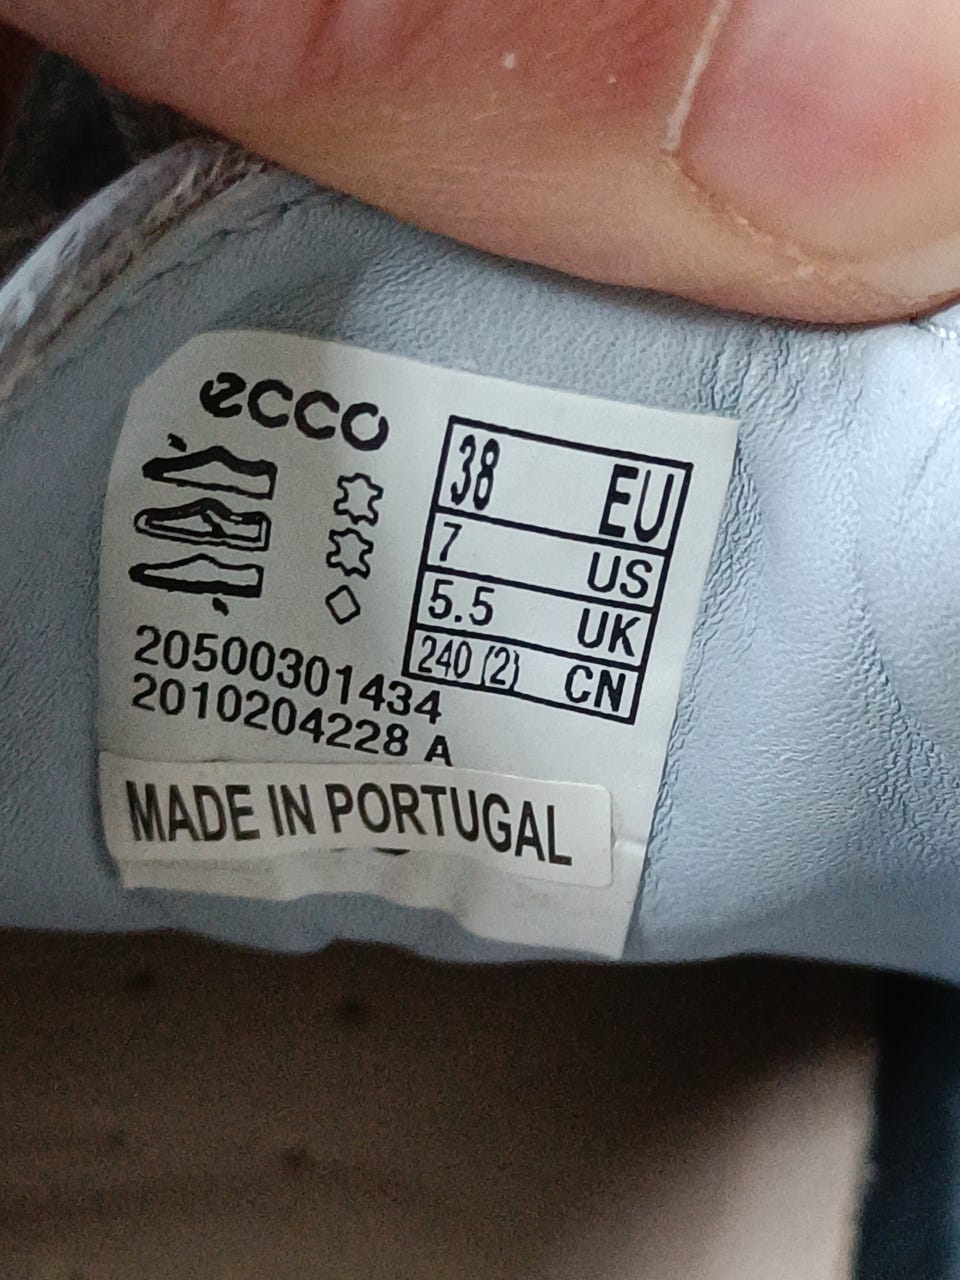 ecco
38 EU
7 US
5.5 UK
240 (2) CN
20500301434
2010204228 A
MADE IN PORTUGAL